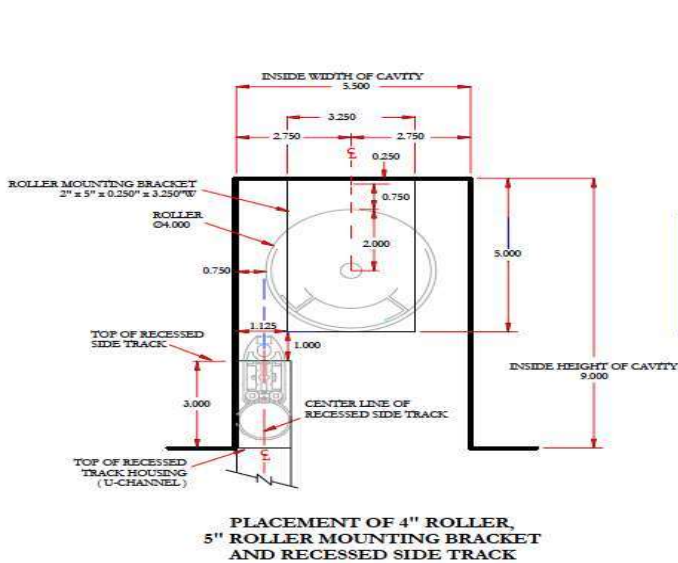 INSIDE WIDTH OF CAVITY
5.500
3.250
2.750
2.750
℄
0.250
ROLLER MOUNTING BRACKET
2" x 5" x 0.250" x 3.250"W
0.750
ROLLER
Ø4.000
2.000
5.000
0.750
1.125
TOP OF RECESSED
SIDE TRACK
1.000
INSIDE HEIGHT OF CAVITY
9.000
3.000
CENTER LINE OF
RECESSED SIDE TRACK
℄
TOP OF RECESSED
TRACK HOUSING
( U-CHANNEL )
PLACEMENT OF 4" ROLLER,
5" ROLLER MOUNTING BRACKET
AND RECESSED SIDE TRACK